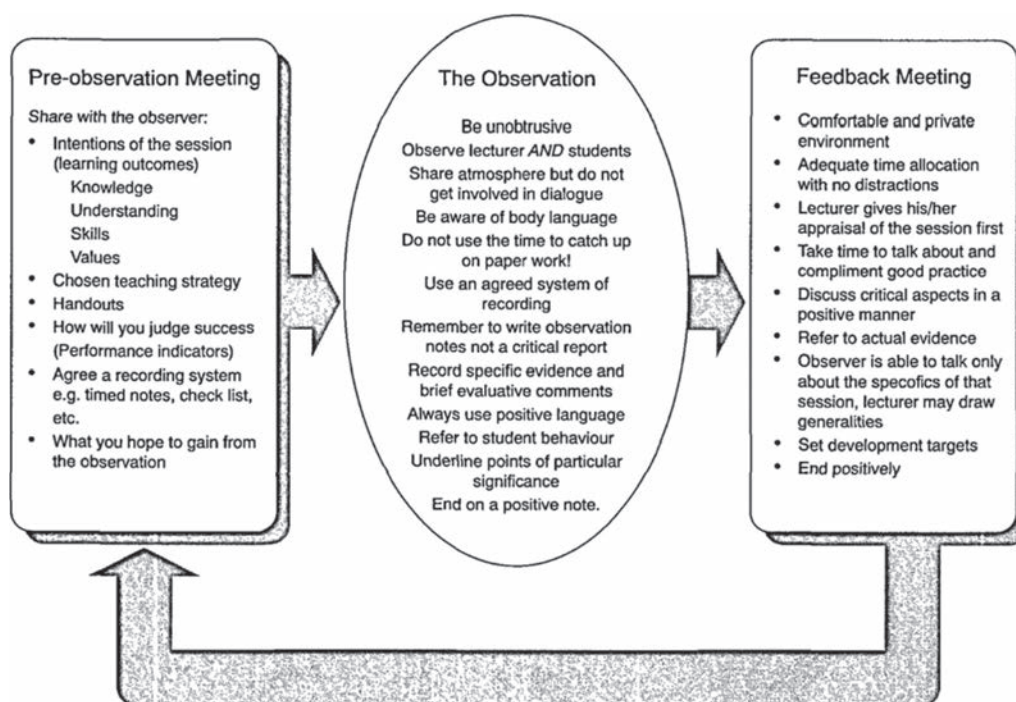 Pre-observation Meeting
Share with the observer:
• Intentions of the session
(learning outcomes)
Knowledge
Understanding
Skills
Values
• Chosen teaching strategy
• Handouts
• How will you judge success
(Performance indicators)
• Agree a recording system
e.g. timed notes, check list,
etc.
• What you hope to gain from
the observation
The Observation
Be unobtrusive
Observe lecturer AND students
Share atmosphere but do not
get involved in dialogue
Be aware of body language
Do not use the time to catch up
on paper work!
Use an agreed system of
recording
Remember to write observation
notes not a critical report
Record specific evidence and
brief evaluative comments
Always use positive language
Refer to student behaviour
Underline points of particular
significance
End on a positive note.
Feedback Meeting
• Comfortable and private
environment
• Adequate time allocation
with no distractions
• Lecturer gives his/her
appraisal of the session first
• Take time to talk about and
compliment good practice
• Discuss critical aspects in a
positive manner
• Refer to actual evidence
• Observer is able to talk only
about the specofics of that
session, lecturer may draw
generalities
• Set development targets
• End positively